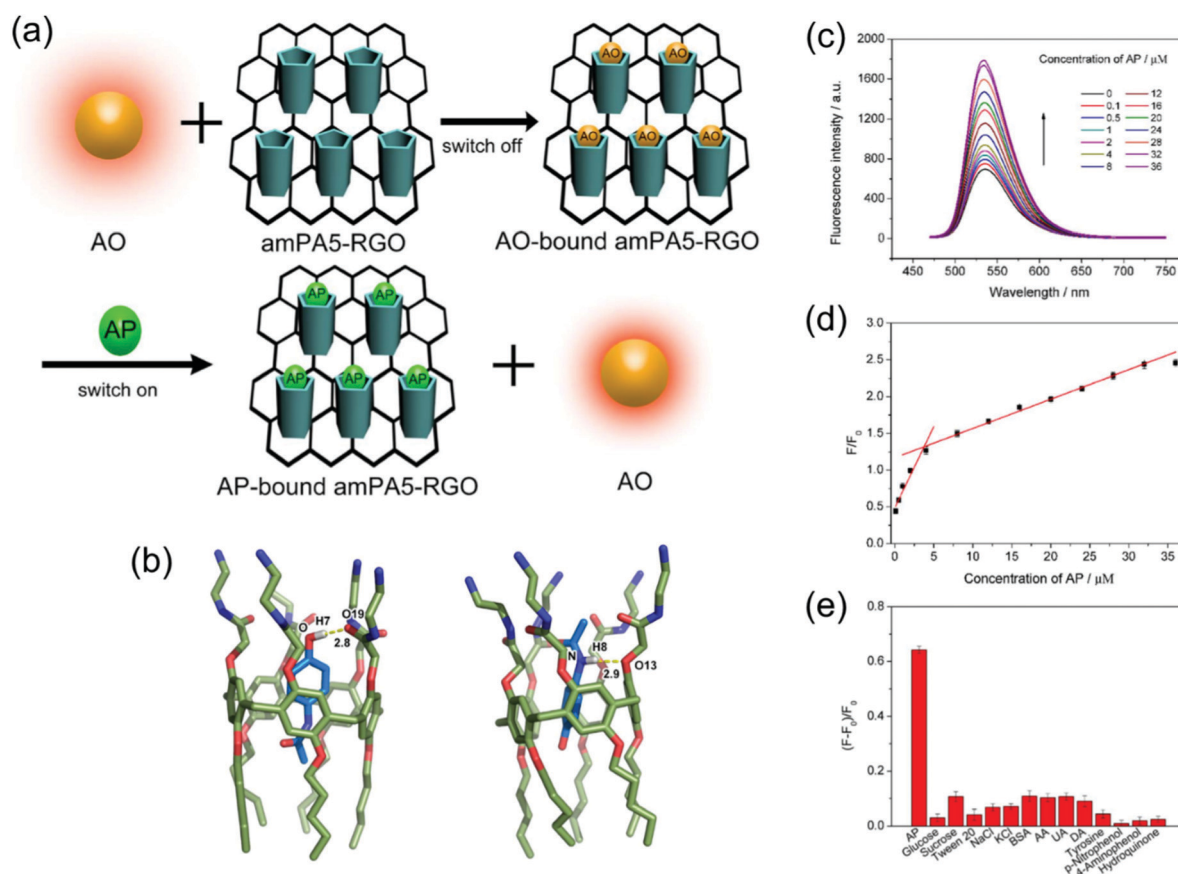 (a)
AO
AO
AO
AO
AO
AO
switch off
AO
amPA5-RGO
AO-bound amPA5-RGO
AP
switch on
AP
AP
AP
AP
AP
AP-bound amPA5-RGO
AO
(b)
O
H7
O19
2.8
N
H8
2.9
O13
(c)
Fluorescence intensity / a.u.
2000
1800
1600
1400
1200
1000
800
600
400
200
0
Concentration of AP / μM
0 12
0.1 16
0.5 20
1 24
2 28
4 32
8 36
450 500 550 600 650 700 750
Wavelength / nm
(d)
F/F0
3.0
2.5
2.0
1.5
1.0
0.5
0.0
0 5 10 15 20 25 30 35
Concentration of AP / μM
(e)
(F-F0)/F0
0.8
0.6
0.4
0.2
0.0
AP
Glucose
Sucrose
Tween 20
NaCl
KCl
BSA
AA
UA
DA
Tyrosine
p-Nitrophenol
4-Aminophenol
Hydroquinone